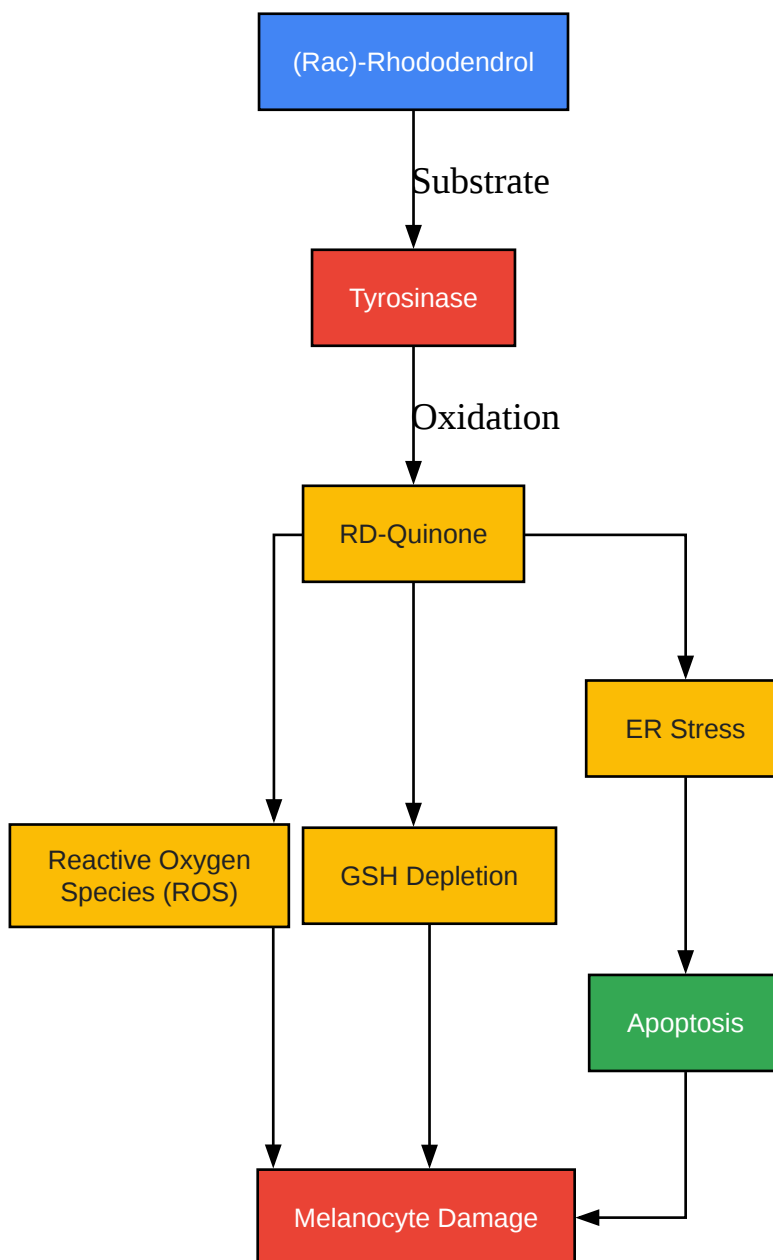 (Rac)-Rhododendrol
Substrate
Tyrosinase
Oxidation
RD-Quinone
ER Stress
Reactive Oxygen
Species (ROS)
GSH Depletion
Apoptosis
Melanocyte Damage